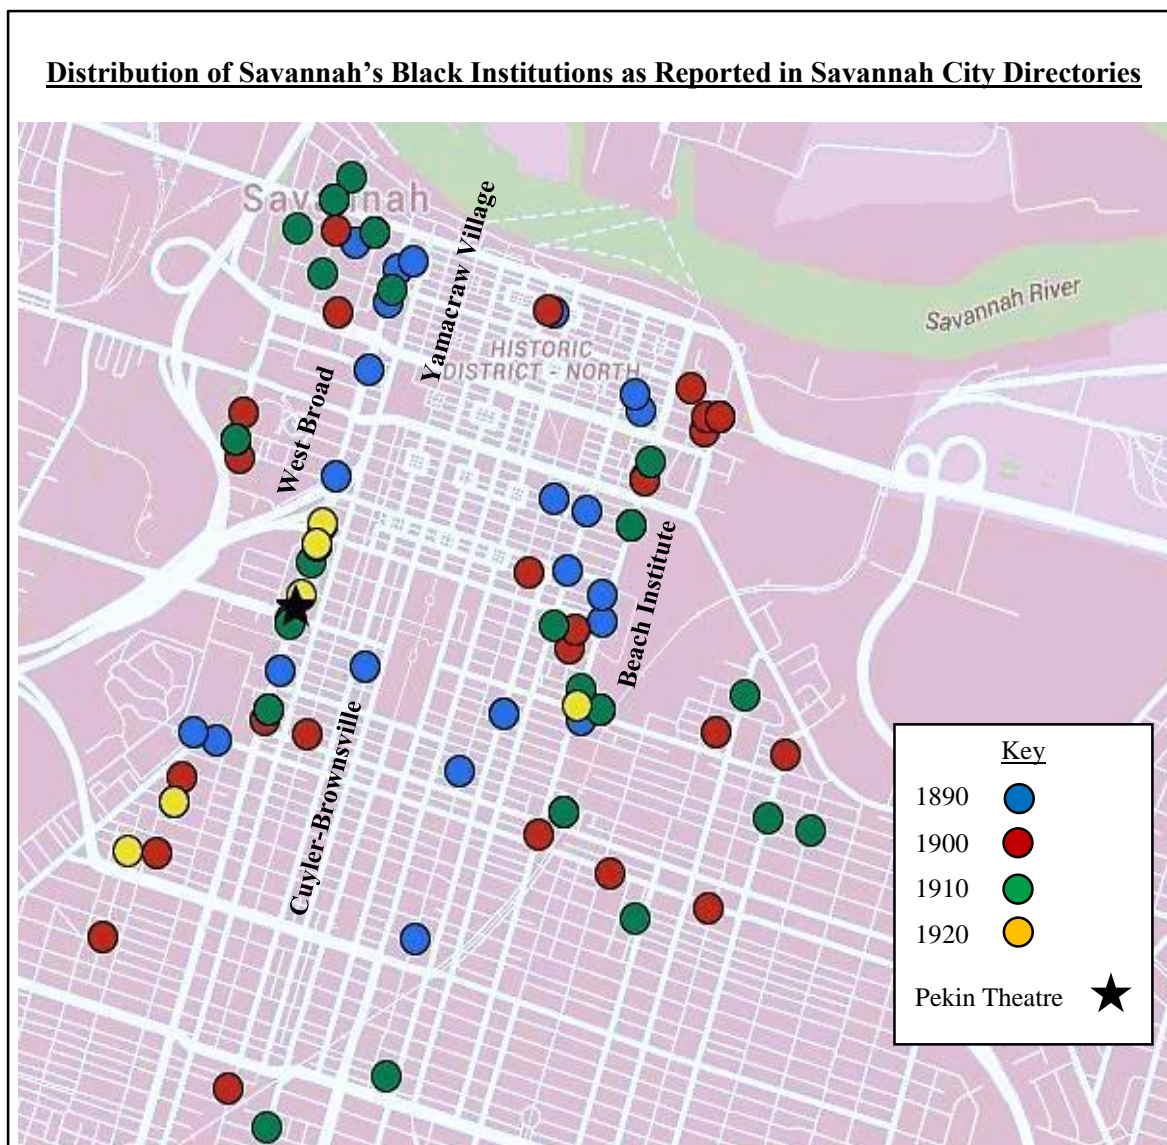 Distribution of Savannah’s Black Institutions as Reported in Savannah City Directories
Savannah
Yamacraw Village
Savannah River
HISTORIC
DISTRICT - NORTH
West Broad
Beach Institute
Cuyler-Brownsville
Key
1890
1900
1910
1920
Pekin Theatre